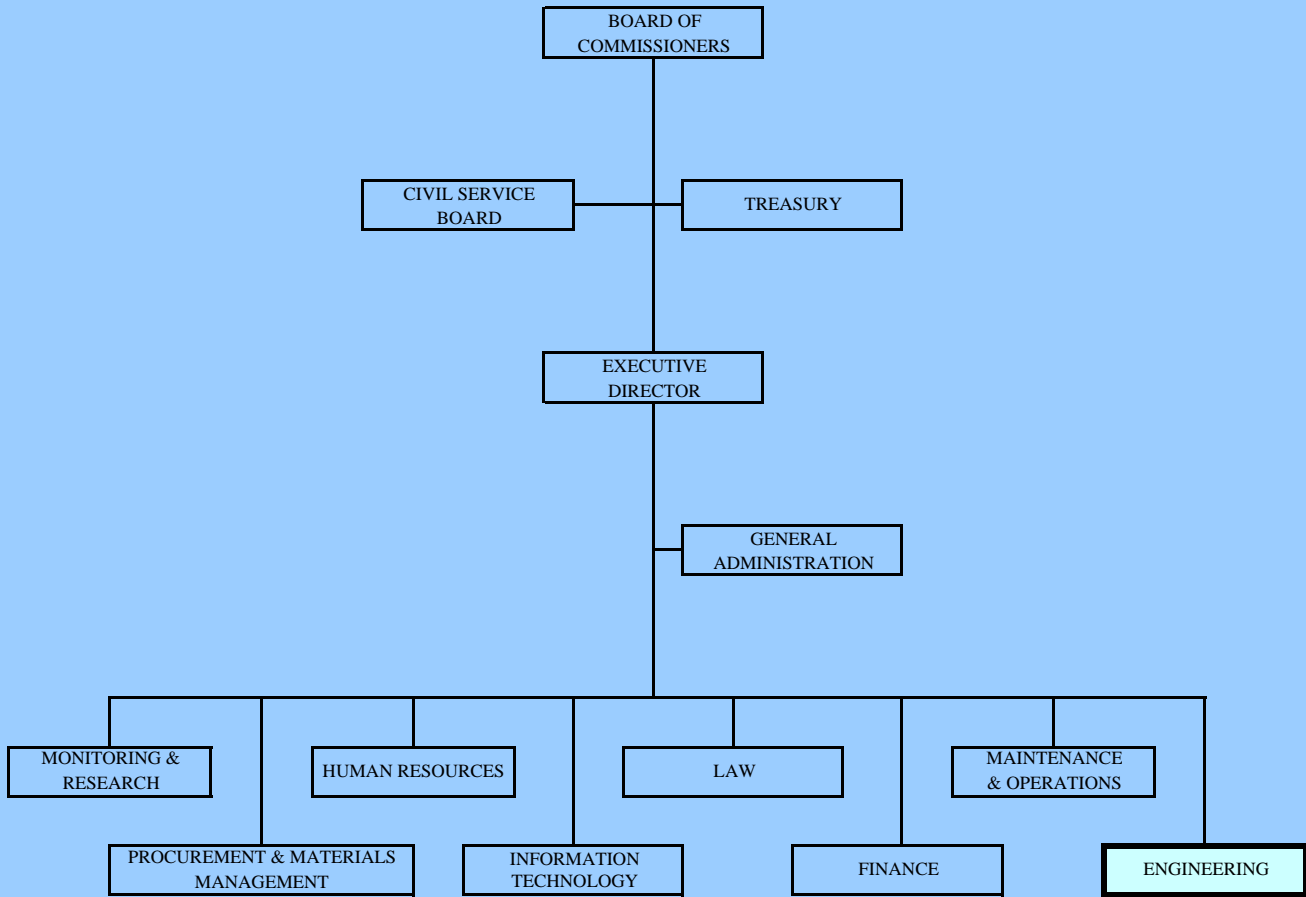 BOARD OF
COMMISSIONERS
CIVIL SERVICE
BOARD
TREASURY
EXECUTIVE
DIRECTOR
GENERAL
ADMINISTRATION
MONITORING &
RESEARCH
HUMAN RESOURCES
LAW
MAINTENANCE
& OPERATIONS
PROCUREMENT & MATERIALS
MANAGEMENT
INFORMATION
TECHNOLOGY
FINANCE
ENGINEERING